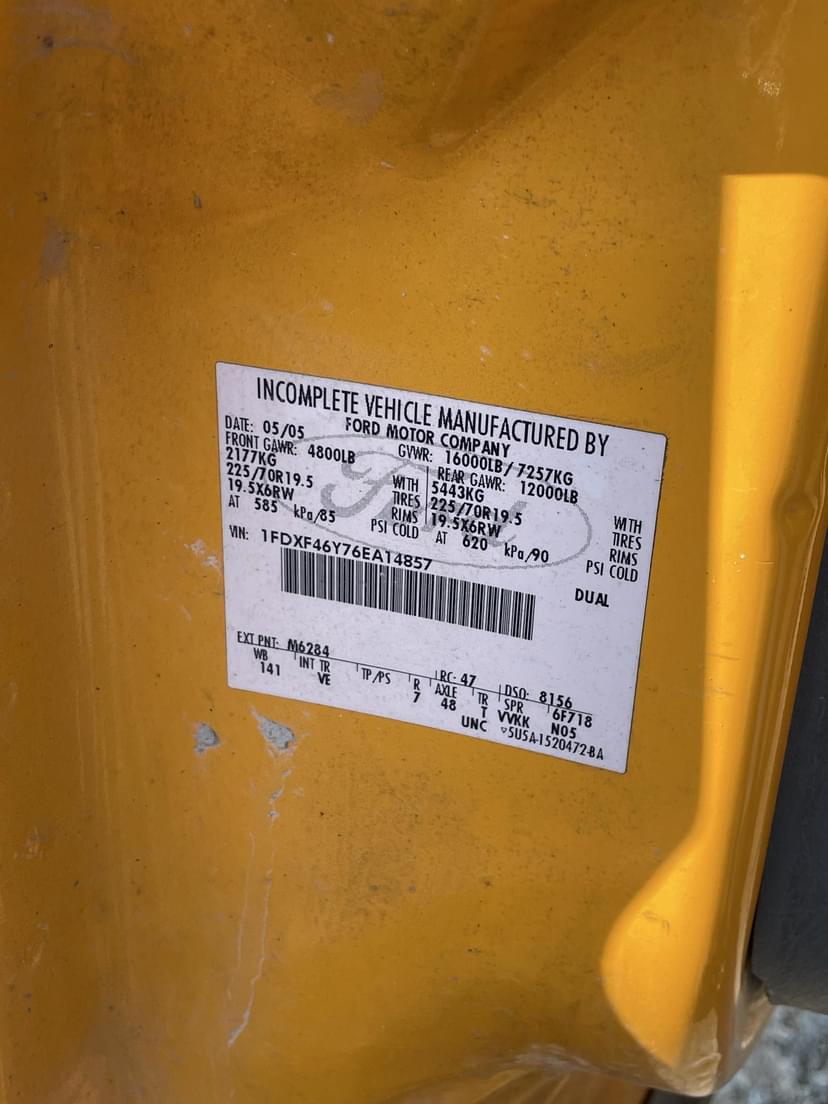 INCOMPLETE VEHICLE MANUFACTURED BY
FORD MOTOR COMPANY
DATE: 05/05 GVWR: 16000LB/7257KG
FRONT GAWR: 4800LB REAR GAWR: 12000LB
2177KG WITH 5443KG WITH
225/70R19.5 TIRES 225/70R19.5 TIRES
19.5X6RW RIMS 19.5X6RW RIMS
AT 585 kPa/85 PSI COLD AT 620 kPa/90 PSI COLD
VIN: 1FDXF46Y76EA14857 DUAL
Ford
EXT PNT: M6284 RC: 47 DSO: 8156
WB INT TR TP/PS R AXLE TR SPR 6F718
141 VE 7 48 T VVKK N05
UNC 5U5A-1520472-BA